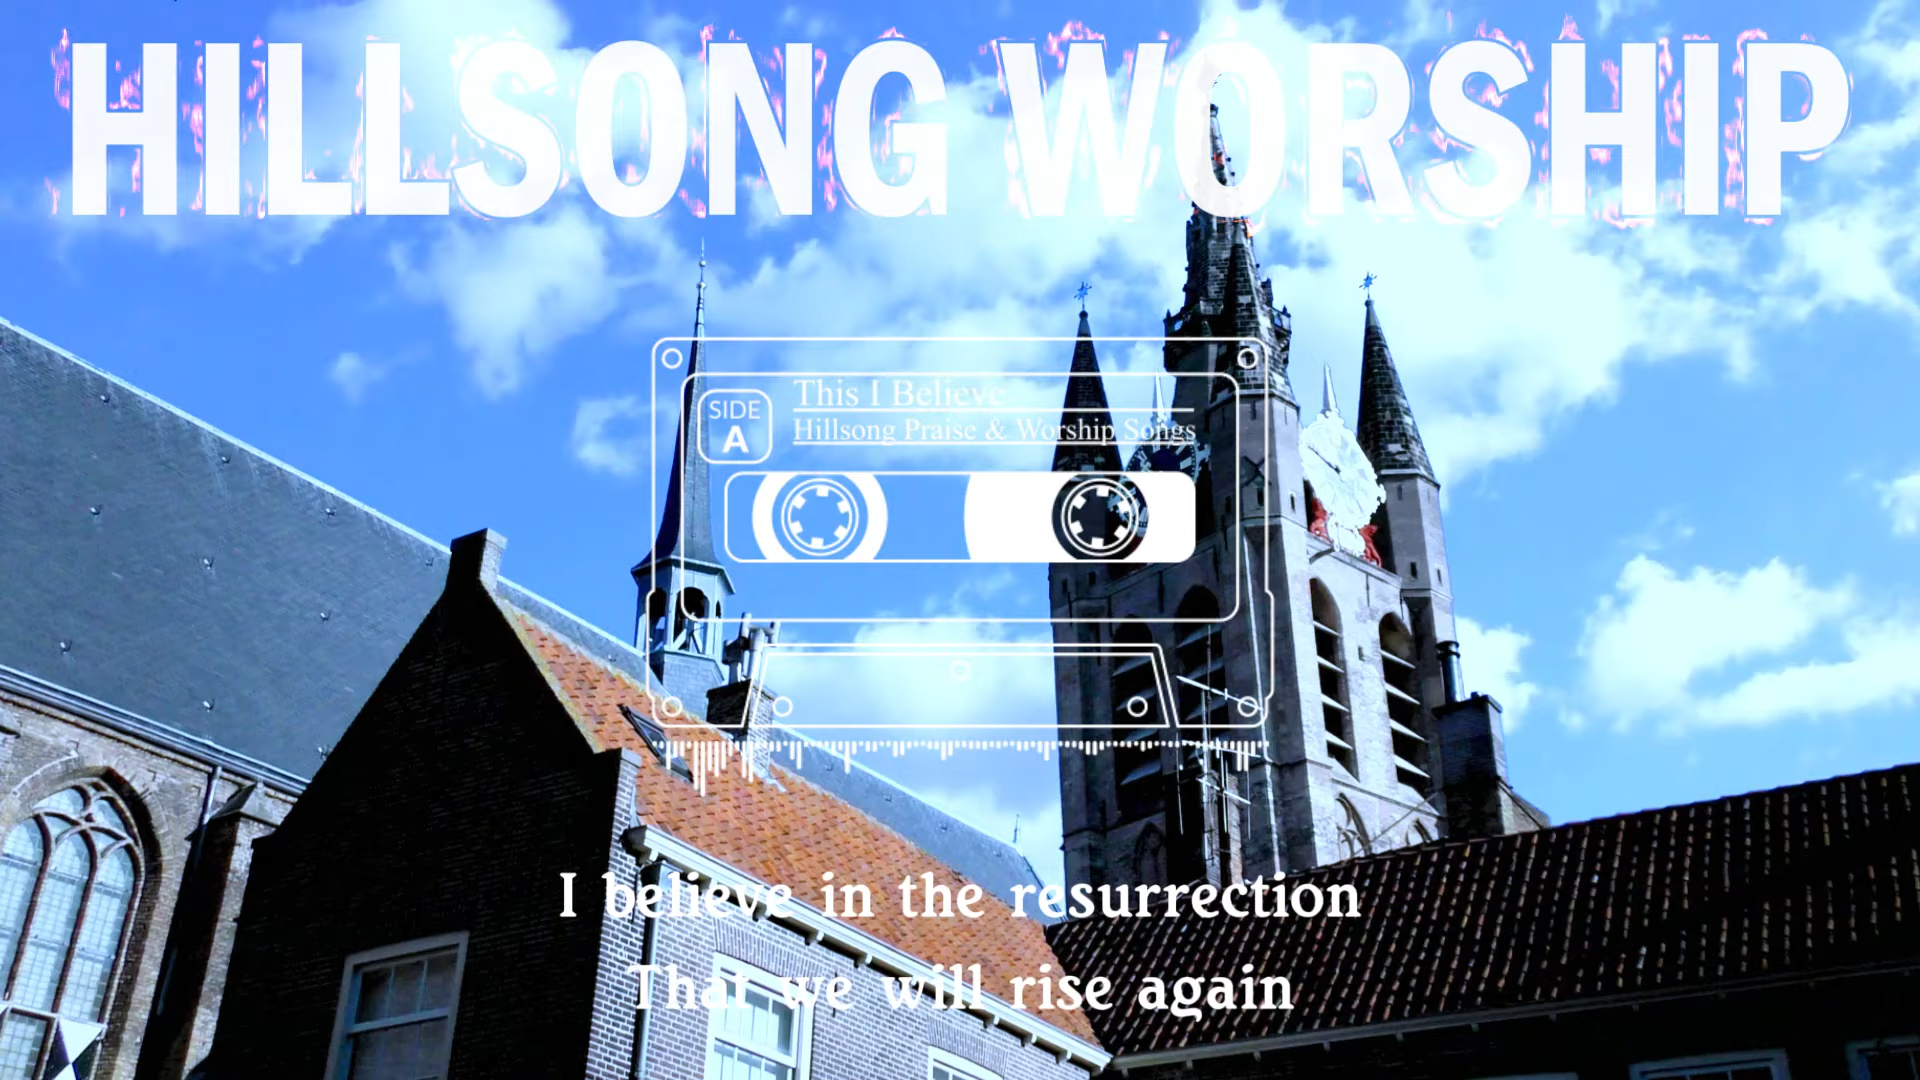 HILLSONG WORSHIP
SIDE
A
This I Believe
Hillsong Praise & Worship Songs
I believe in the resurrection
That we will rise again